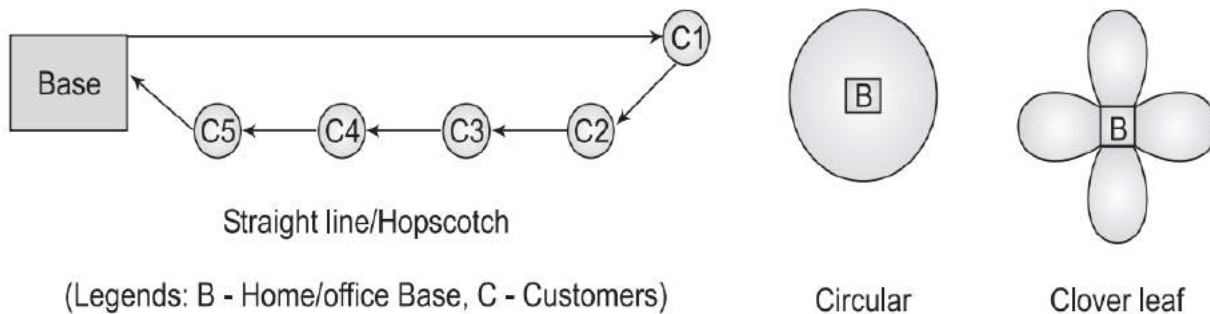 Base
C1
C5
C4
C3
C2
Straight line/Hopscotch
(Legends: B - Home/office Base, C - Customers)
B
Circular
B
Clover leaf